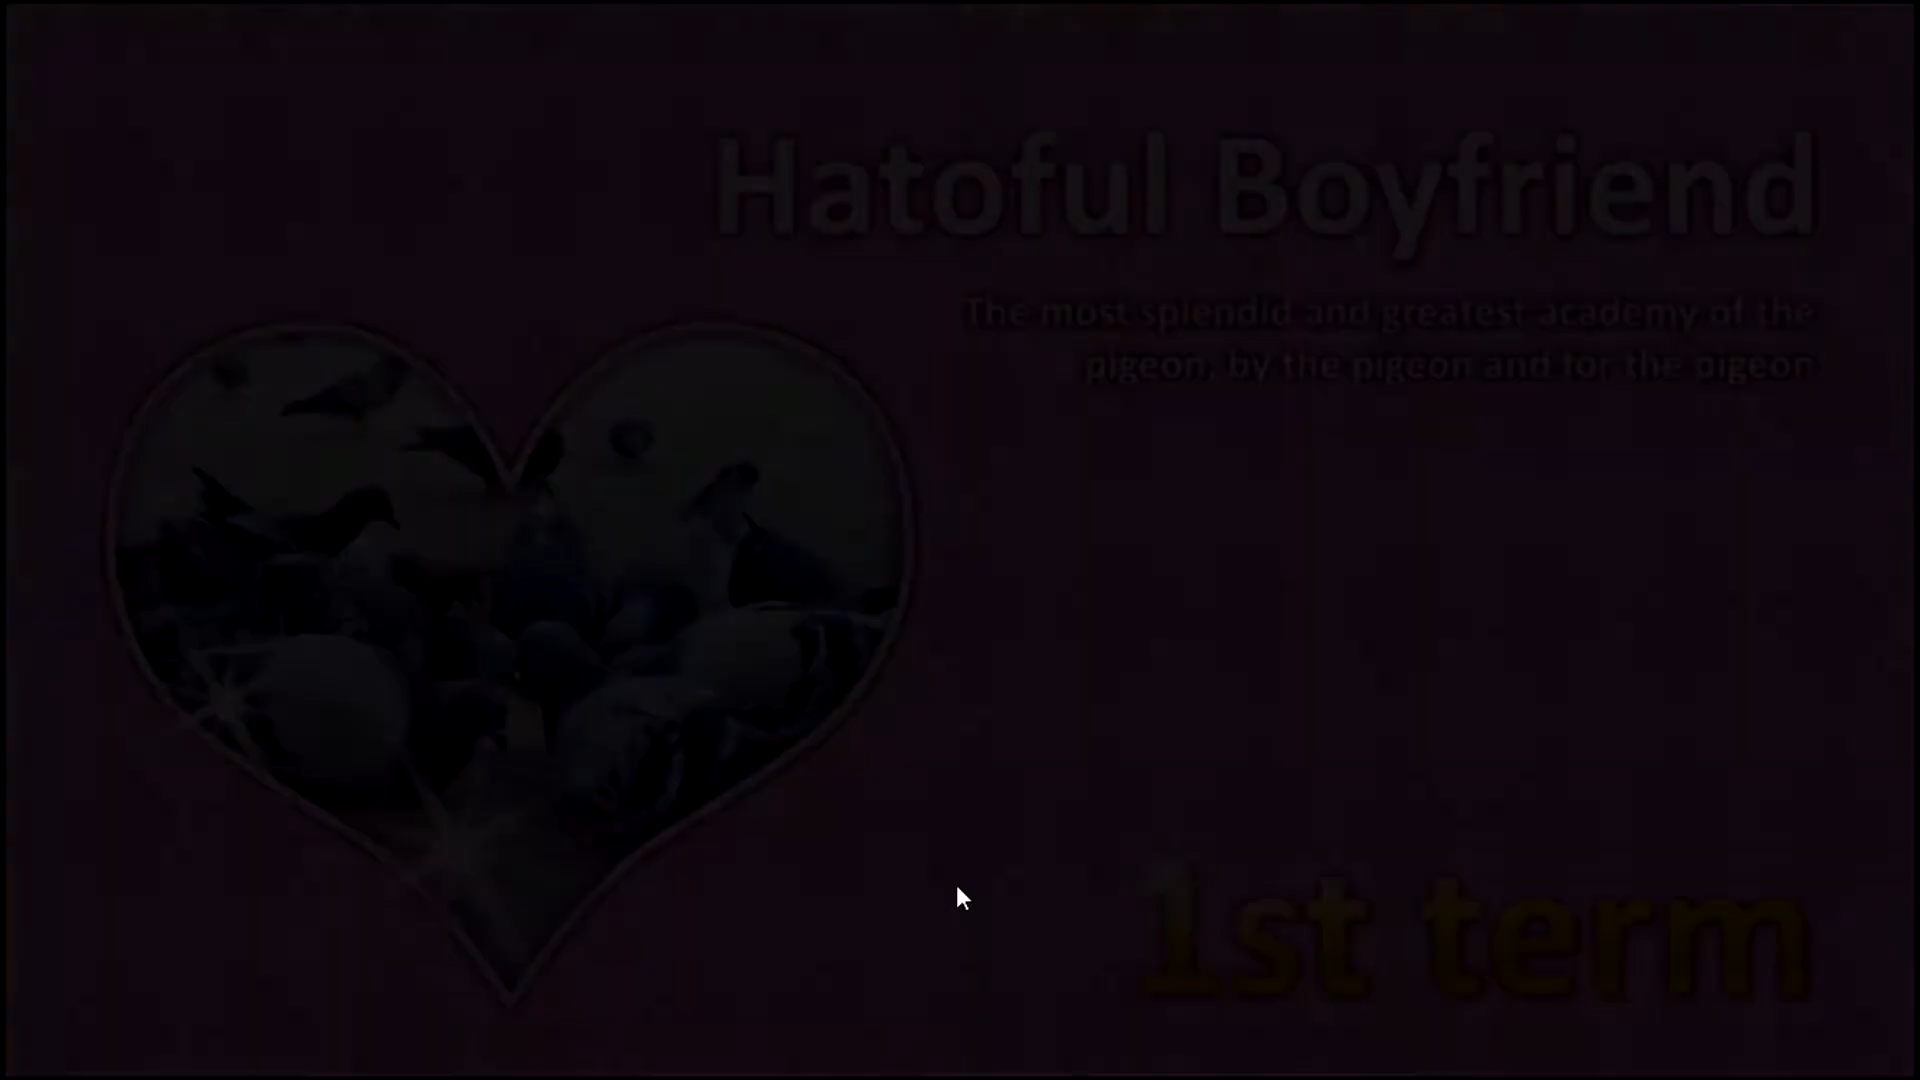 Hatoful Boyfriend
The most splendid and greatest academy of the
pigeon, by the pigeon and for the pigeon
1st term